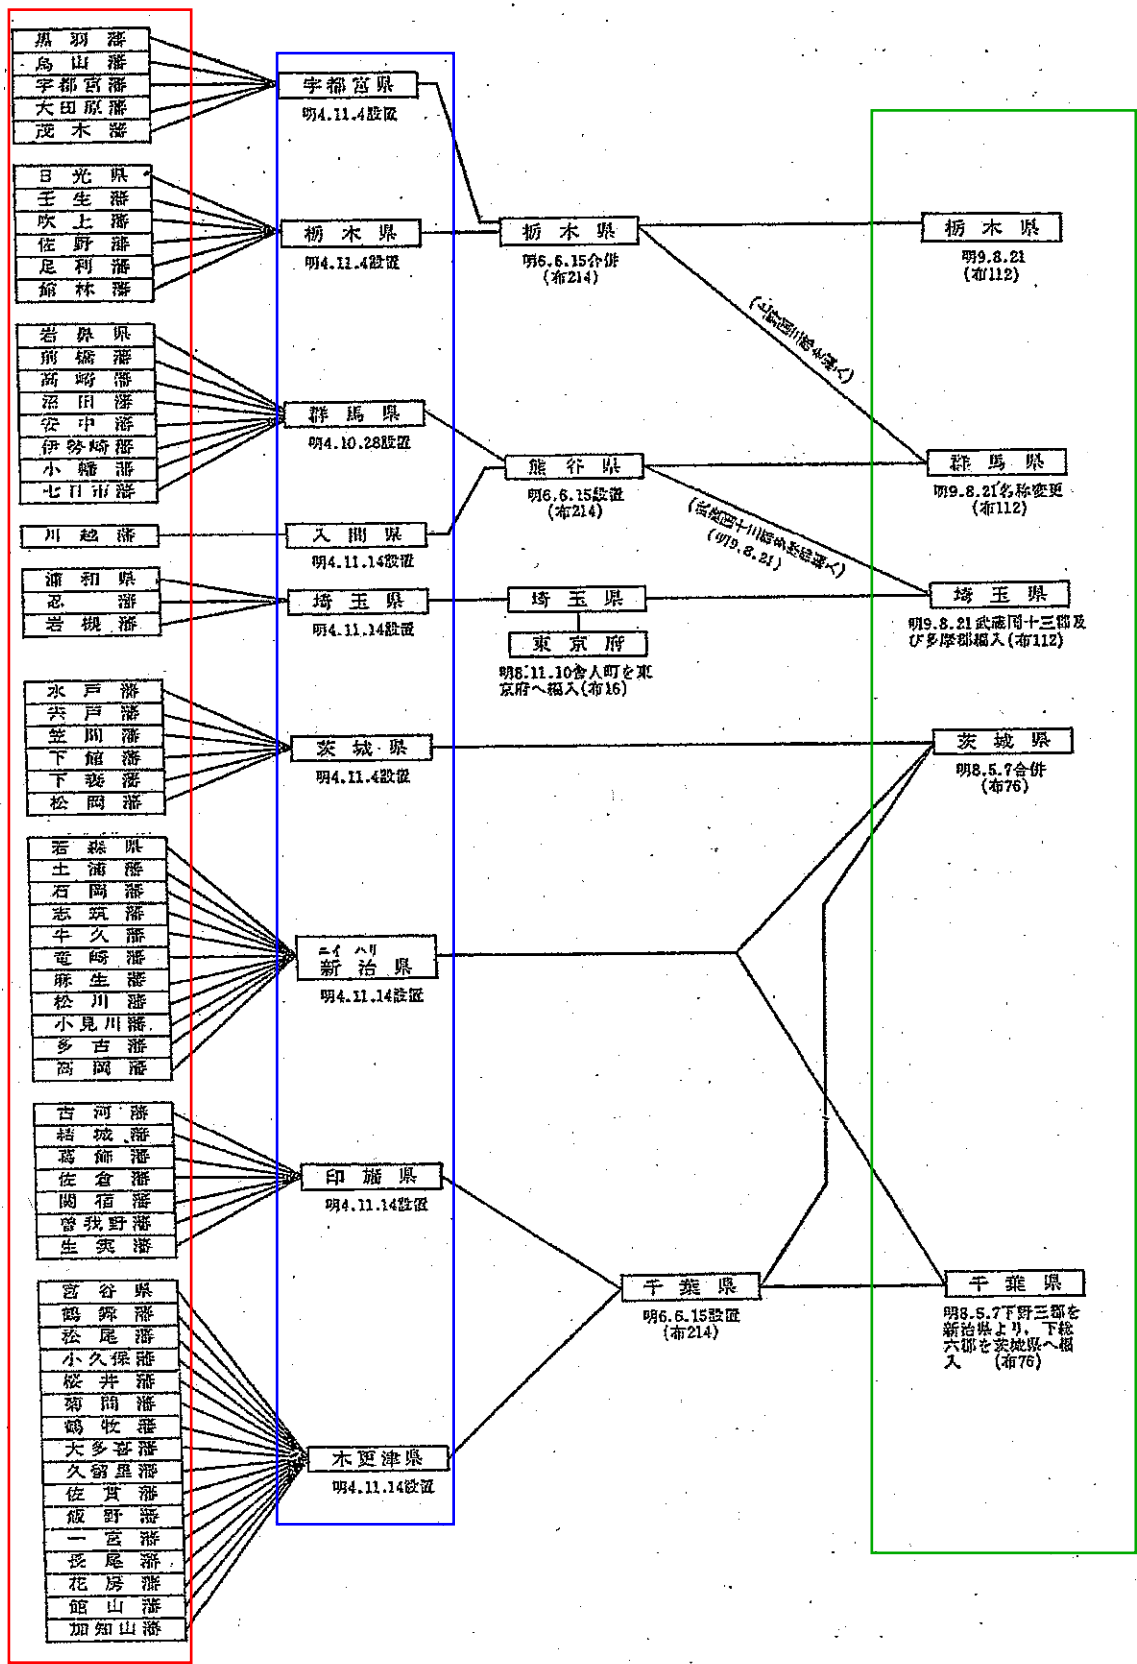 黒羽藩
烏山藩
宇都宮藩
大田原藩
茂木藩
宇都宮県
明4.11.4設置
日光県
壬生藩
吹上藩
佐野藩
足利藩
館林藩
栃木県
明4.11.4設置
栃木県
明6.6.15合併
(布214)
栃木県
明9.8.21
(布112)
(上野国三郡を編入)
岩鼻県
前橋藩
高崎藩
沼田藩
安中藩
伊勢崎藩
小幡藩
七日市藩
群馬県
明4.10.28設置
熊谷県
明6.6.15設置
(布214)
群馬県
明9.8.21名称変更
(布112)
川越藩
入間県
明4.11.14設置
(明9.8.21)
浦和県
忍藩
岩槻藩
埼玉県
明4.11.14設置
埼玉県
東京府
明8.11.10舎人町を東
京府へ編入(布16)
埼玉県
明9.8.21武蔵国十三郡及
び多摩郡編入(布112)
水戸藩
宍戸藩
笠間藩
下館藩
下妻藩
松岡藩
茨城県
明4.11.4設置
茨城県
明8.5.7合併
(布76)
若森県
土浦藩
石岡藩
志筑藩
牛久藩
竜崎藩
麻生藩
松川藩
小見川藩
多古藩
高岡藩
ニイハリ
新治県
明4.11.14設置
古河藩
結城藩
葛飾藩
佐倉藩
関宿藩
曽我野藩
生実藩
印旛県
明4.11.14設置
千葉県
明6.6.15設置
(布214)
千葉県
明8.5.7下野三郡を
新治県より、下総
六郡を茨城県へ編
入 (布76)
宮谷県
鶴舞藩
松尾藩
小久保藩
桜井藩
菊間藩
鶴牧藩
大多喜藩
久留里藩
佐貫藩
飯野藩
一宮藩
長尾藩
花房藩
館山藩
加知山藩
木更津県
明4.11.14設置